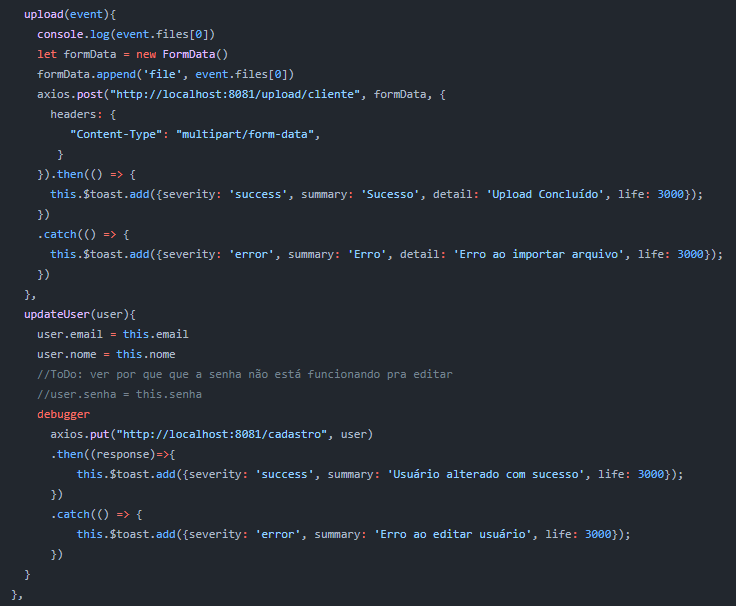 upload(event){
console.log(event.files[0])
let formData = new FormData()
formData.append('file', event.files[0])
axios.post("http://localhost:8081/upload/cliente", formData, {
headers: {
"Content-Type": "multipart/form-data",
}
}).then(() => {
this.$toast.add({severity: 'success', summary: 'Sucesso', detail: 'Upload Concluído', life: 3000});
})
.catch(() => {
this.$toast.add({severity: 'error', summary: 'Erro', detail: 'Erro ao importar arquivo', life: 3000});
})
},
updateUser(user){
user.email = this.email
user.nome = this.nome
//ToDo: ver por que que a senha não está funcionando pra editar
//user.senha = this.senha
debugger
axios.put("http://localhost:8081/cadastro", user)
.then((response)=>{
this.$toast.add({severity: 'success', summary: 'Usuário alterado com sucesso', life: 3000});
})
.catch(() => {
this.$toast.add({severity: 'error', summary: 'Erro ao editar usuário', life: 3000});
})
}
},